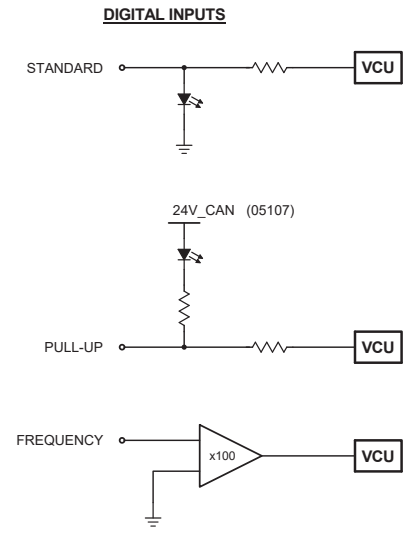 DIGITAL INPUTS
STANDARD VCU
24V_CAN (05107)
PULL-UP VCU
FREQUENCY x100 VCU